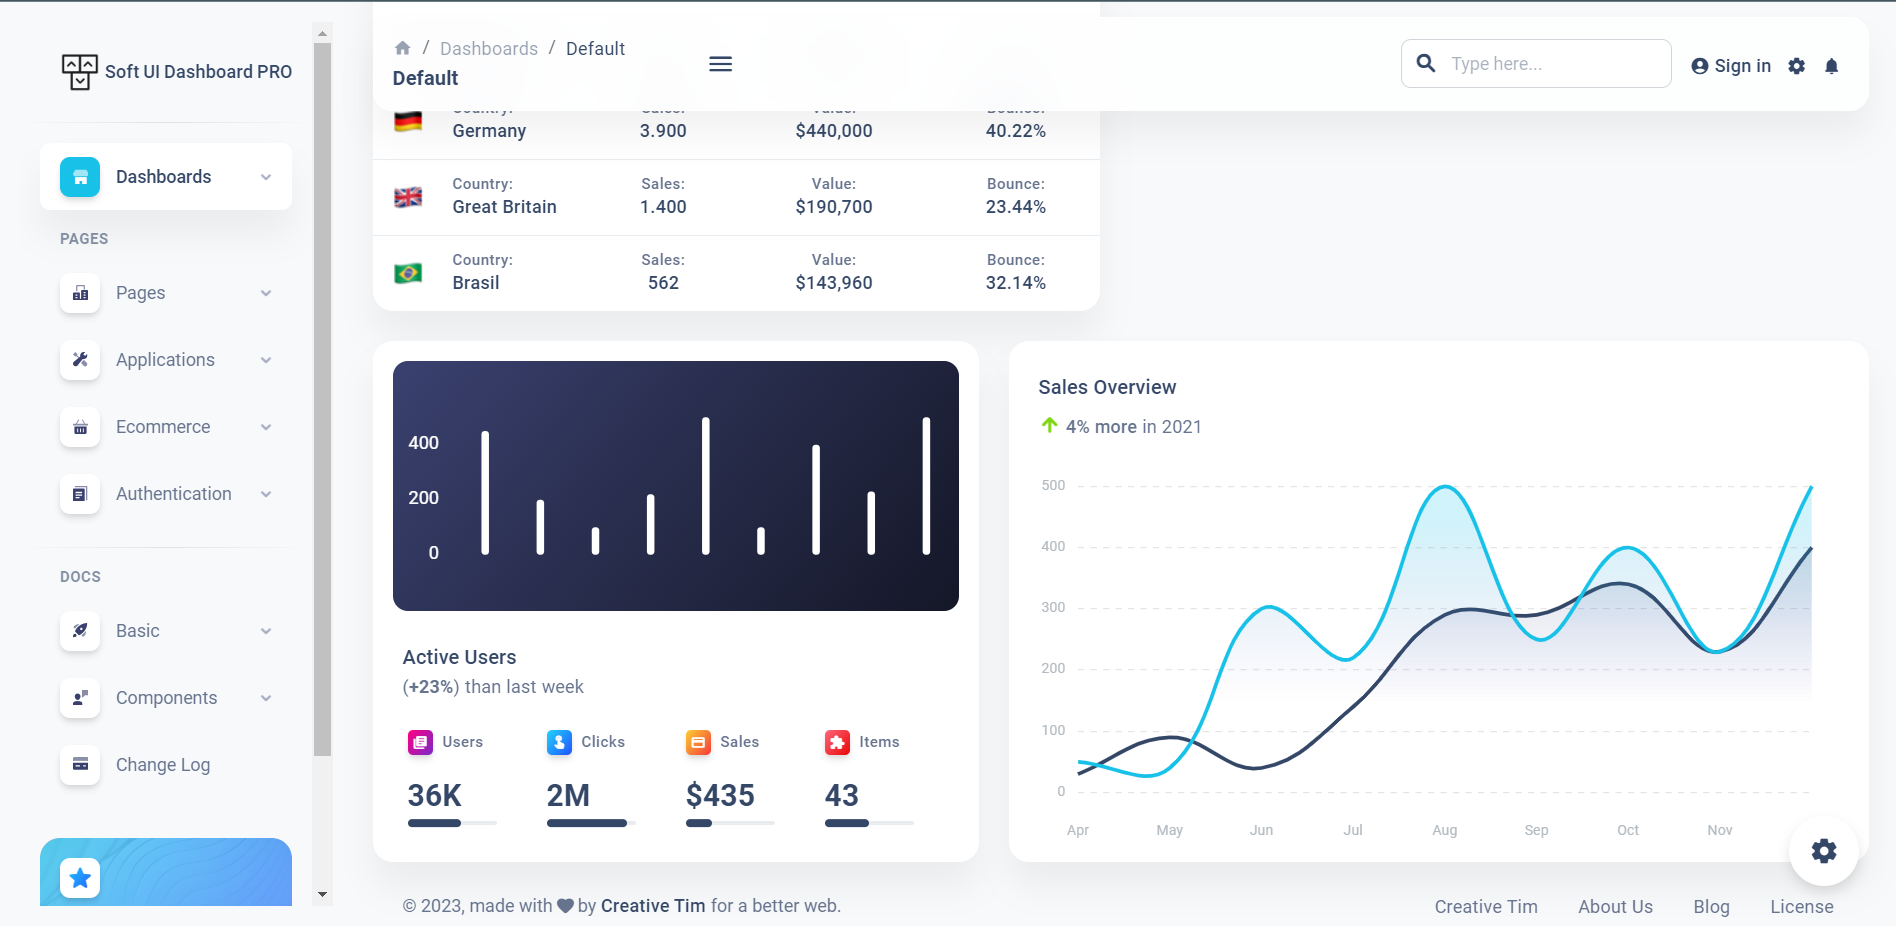 Soft UI Dashboard PRO
Dashboards
PAGES
Pages
Applications
Ecommerce
Authentication
DOCS
Basic
Components
Change Log
/ Dashboards / Default
Default
Type here...
Sign in
Country: Sales: Value: Bounce:
Germany 3.900 $440,000 40.22%
Country: Sales: Value: Bounce:
Great Britain 1.400 $190,700 23.44%
Country: Sales: Value: Bounce:
Brasil 562 $143,960 32.14%
400
200
0
Active Users
(+23%) than last week
Users Clicks Sales Items
36K 2M $435 43
Sales Overview
4% more in 2021
500
400
300
200
100
0
Apr May Jun Jul Aug Sep Oct Nov
© 2023, made with by Creative Tim for a better web.
Creative Tim About Us Blog License